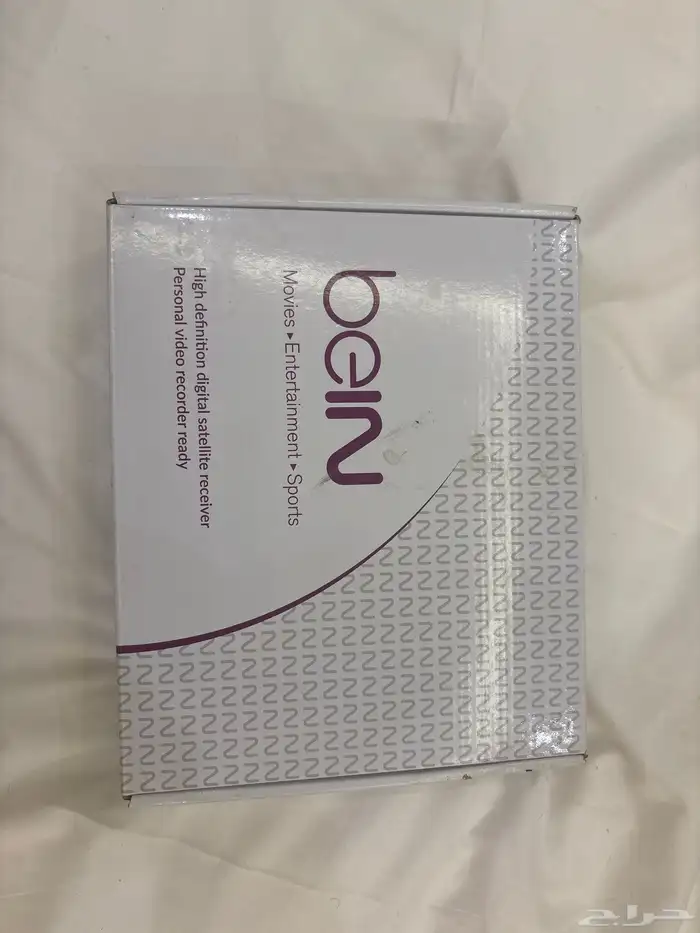 beIN
Movies ▸ Entertainment ▸ Sports
High definition digital satellite receiver
Personal video recorder ready
حراج